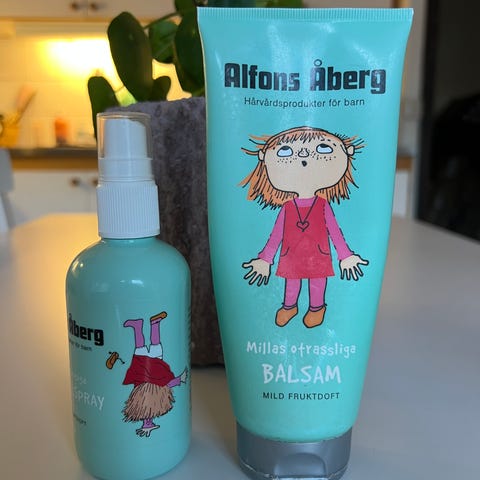 Alfons Åberg
Hårvårdsprodukter för barn
Millas otrassliga
BALSAM
MILD FRUKTDOFT
Åberg
för barn
SPRAY